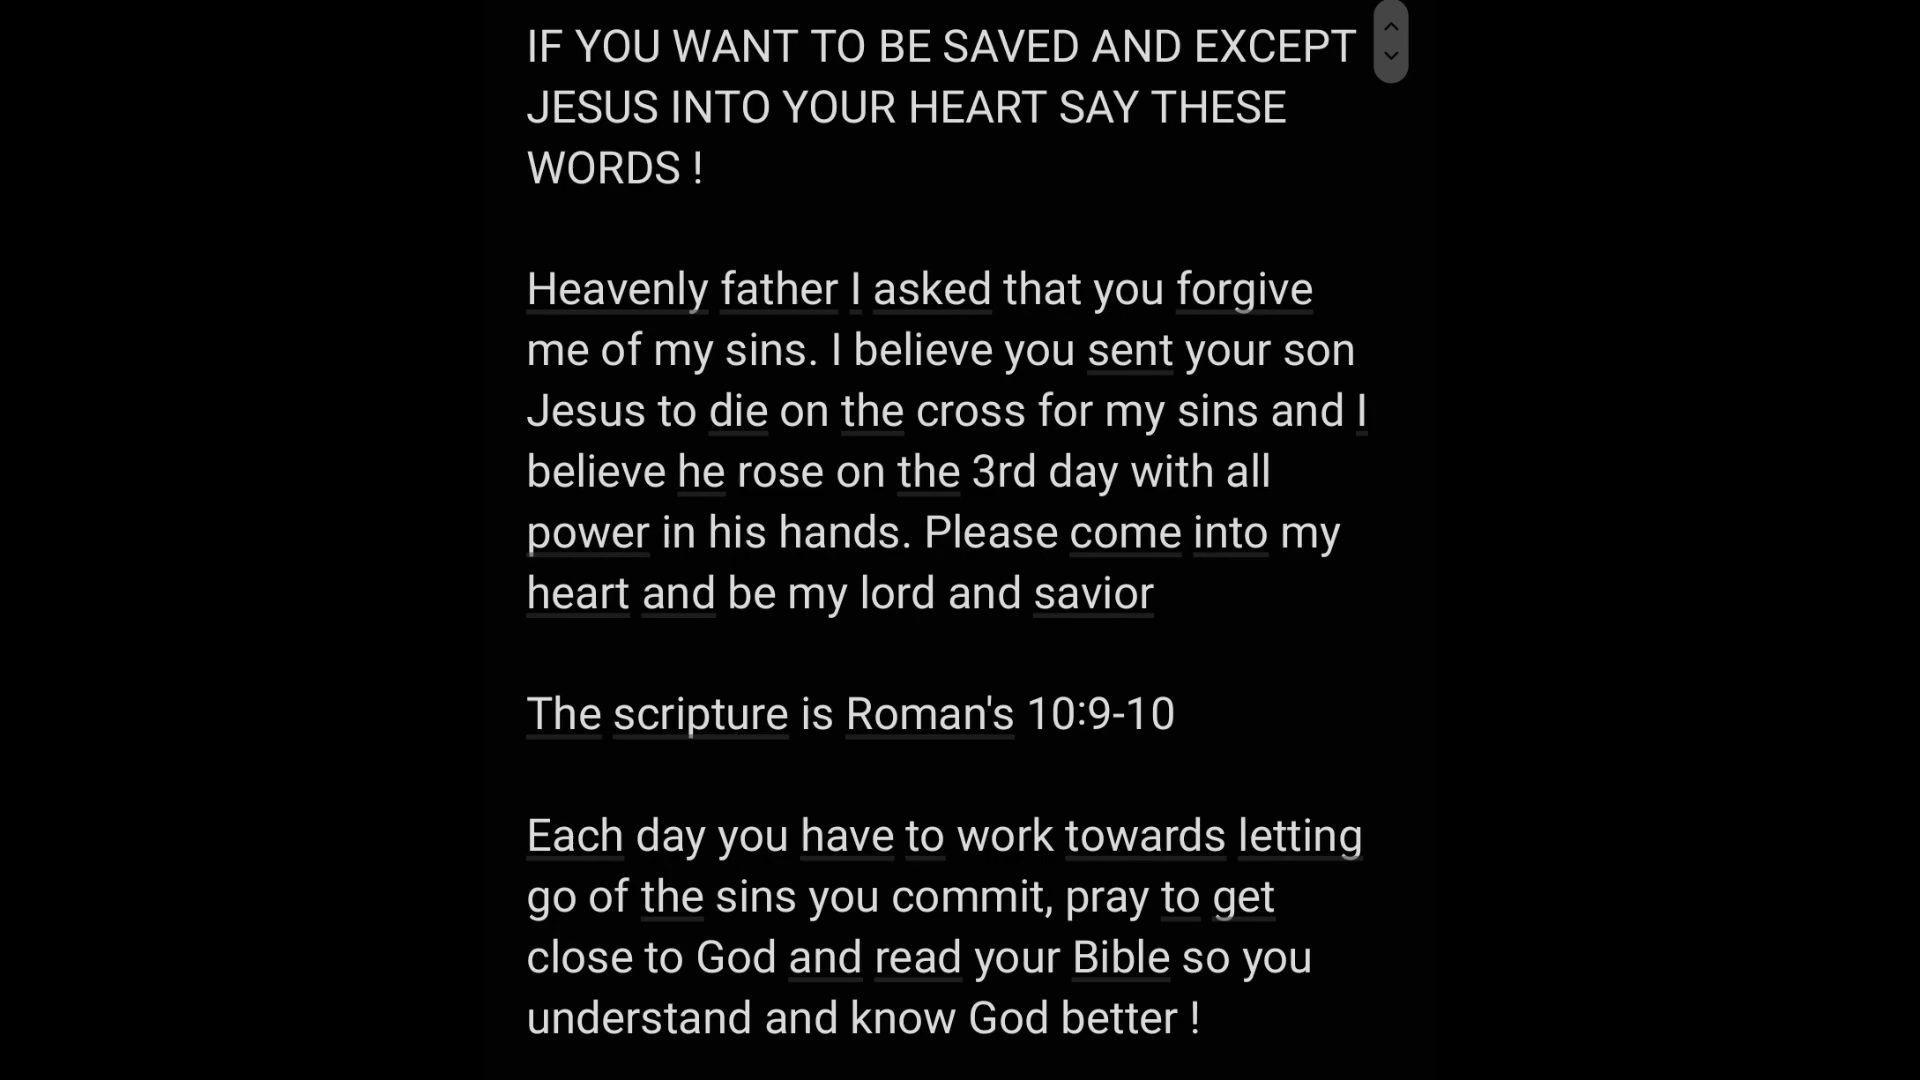 IF YOU WANT TO BE SAVED AND EXCEPT
JESUS INTO YOUR HEART SAY THESE
WORDS !
Heavenly father I asked that you forgive
me of my sins. I believe you sent your son
Jesus to die on the cross for my sins and I
believe he rose on the 3rd day with all
power in his hands. Please come into my
heart and be my lord and savior
The scripture is Roman's 10:9-10
Each day you have to work towards letting
go of the sins you commit, pray to get
close to God and read your Bible so you
understand and know God better !